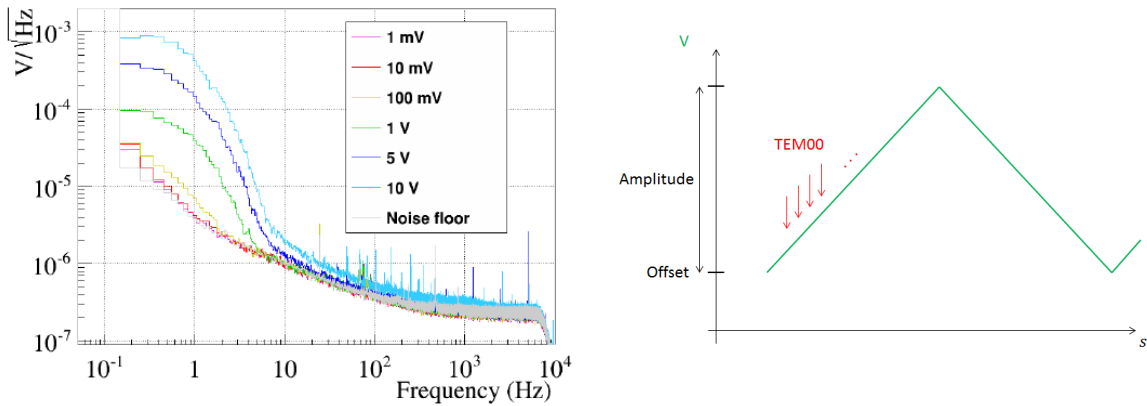 V/√Hz
10⁻³
10⁻⁴
10⁻⁵
10⁻⁶
10⁻⁷
1 mV
10 mV
100 mV
1 V
5 V
10 V
Noise floor
10⁻¹
1
10
10²
10³
10⁴
Frequency (Hz)
V
TEM00
...
Amplitude
Offset
s